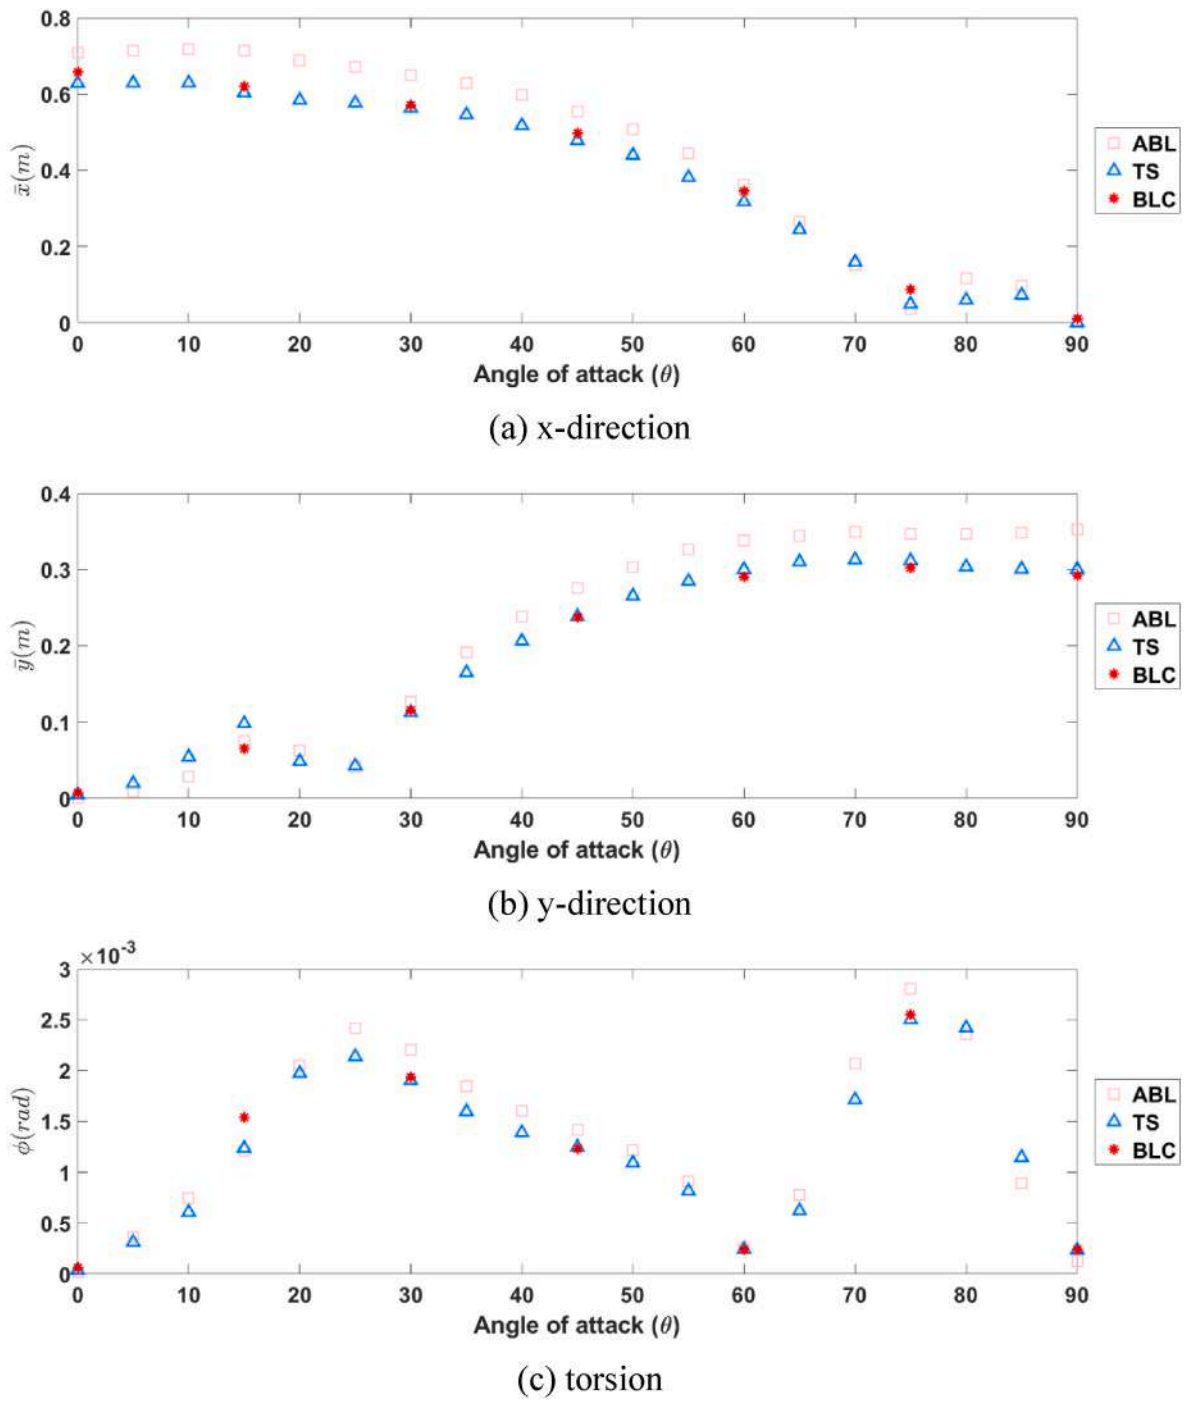 0.8
0.6
0.4
0.2
0
x̄(m)
0 10 20 30 40 50 60 70 80 90
Angle of attack (θ)
ABL
TS
BLC
(a) x-direction
0.4
0.3
0.2
0.1
0
ȳ(m)
0 10 20 30 40 50 60 70 80 90
Angle of attack (θ)
ABL
TS
BLC
(b) y-direction
×10⁻³
3
2.5
2
1.5
1
0.5
0
ϕ(rad)
0 10 20 30 40 50 60 70 80 90
Angle of attack (θ)
ABL
TS
BLC
(c) torsion